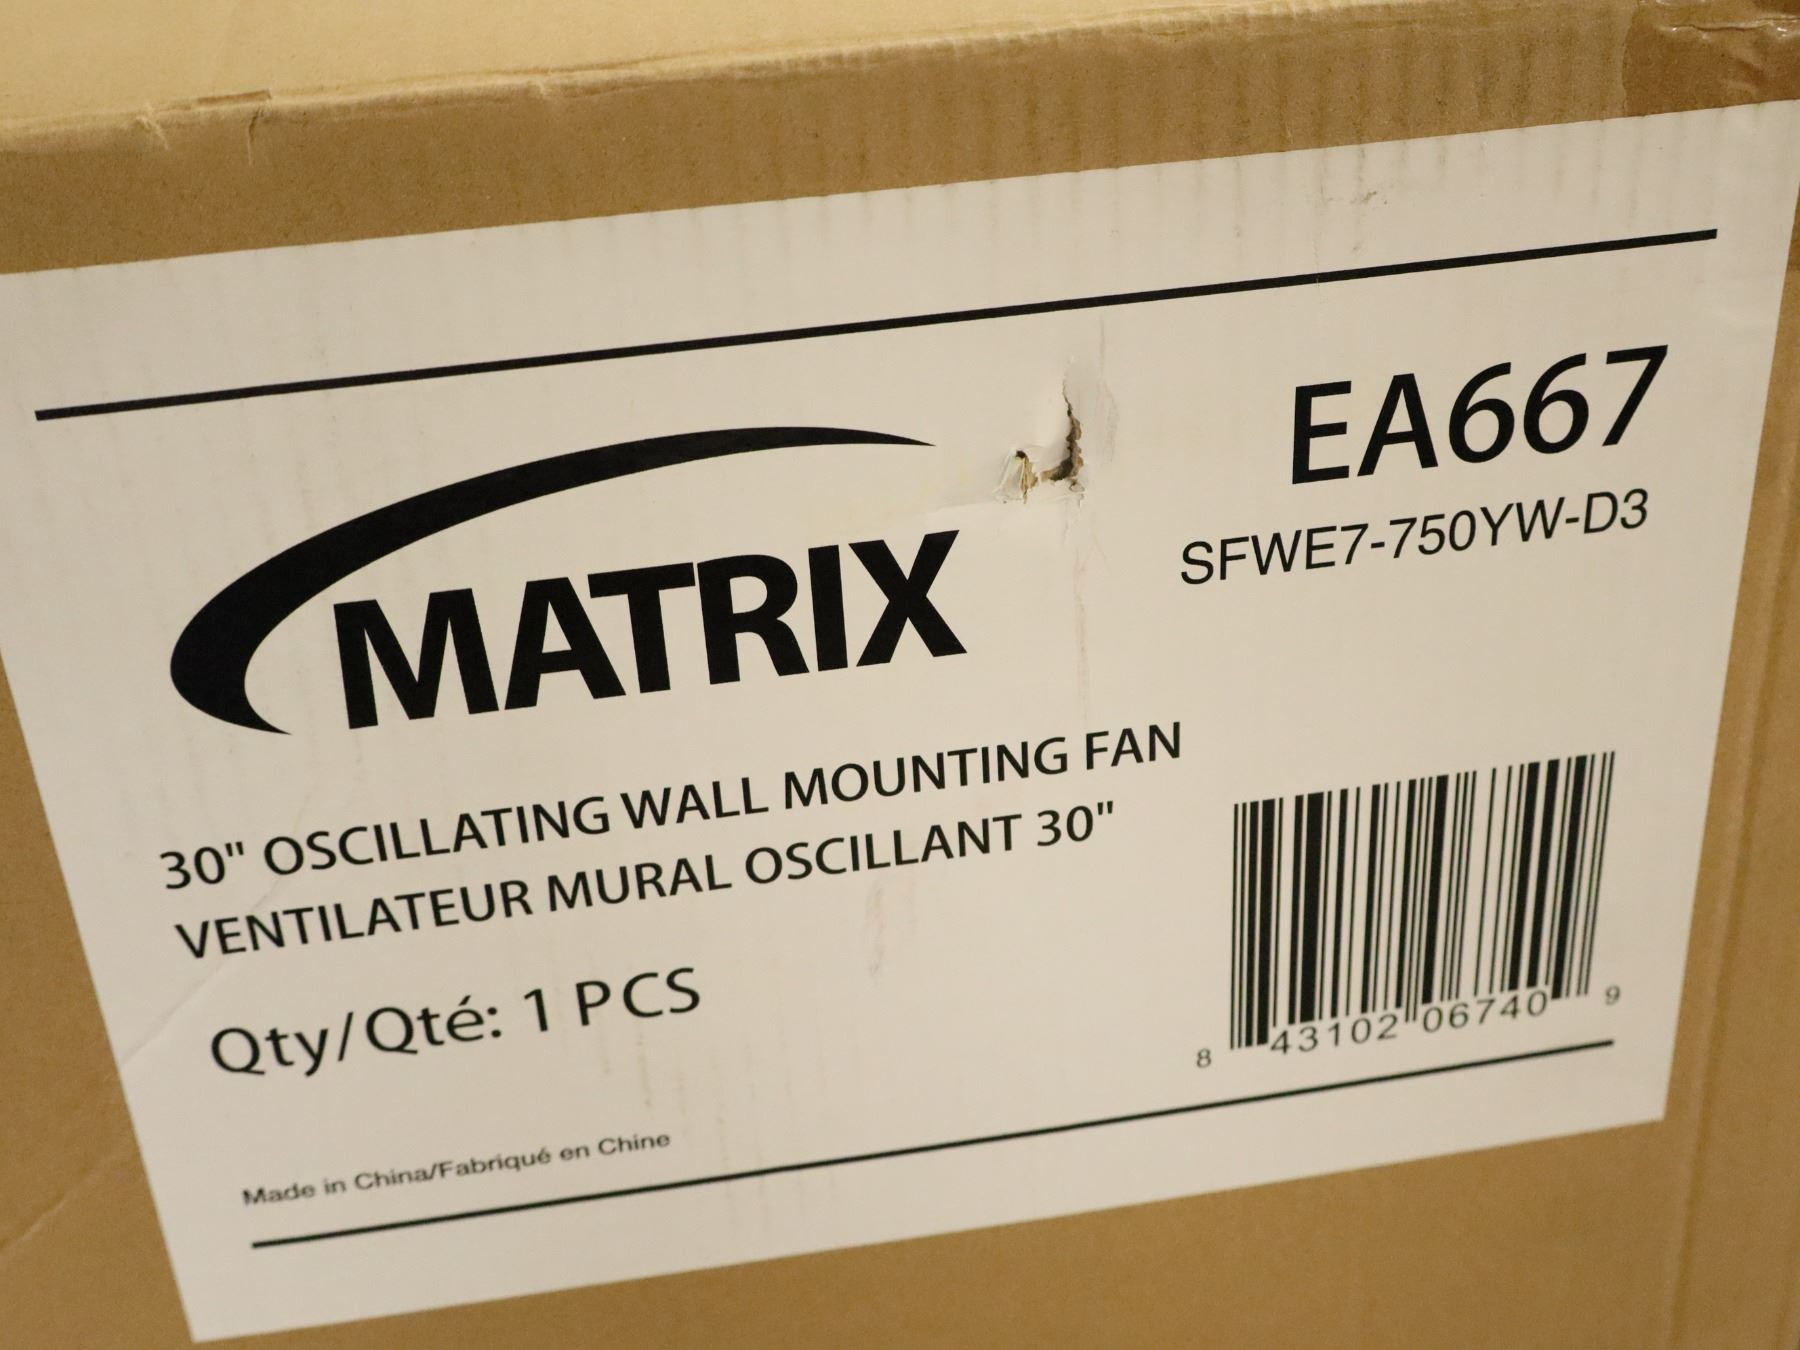 EA667
SFWE7-750YW-D3
MATRIX
30" OSCILLATING WALL MOUNTING FAN
VENTILATEUR MURAL OSCILLANT 30"
Qty/Qté: 1 PCS
8 43102 06740 9
Made in China/Fabriqué en Chine